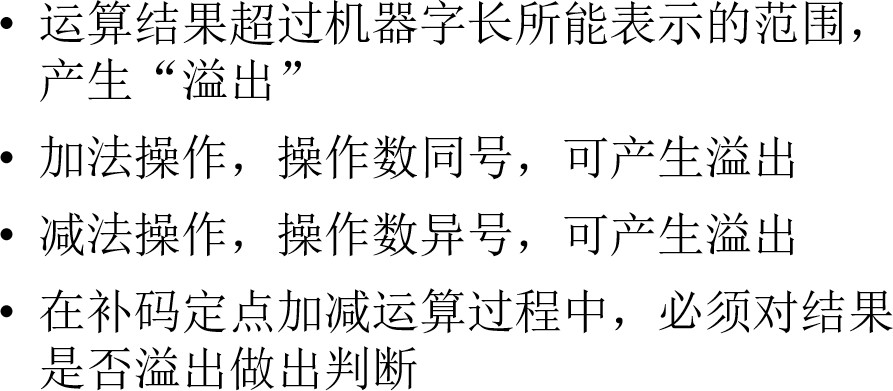 • 运算结果超过机器字长所能表示的范围，
产生“溢出”
• 加法操作，操作数同号，可产生溢出
• 减法操作，操作数异号，可产生溢出
• 在补码定点加减运算过程中，必须对结果
是否溢出做出判断